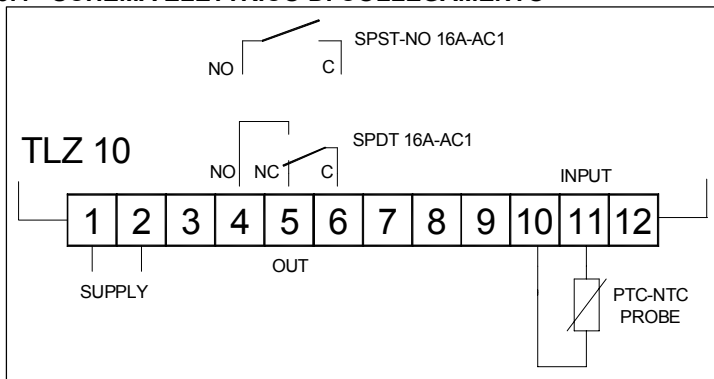 SCHEMA ELETTRICO DI COLLEGAMENTO
SPST-NO 16A-AC1
NO C
TLZ 10
SPDT 16A-AC1
NO NC C
INPUT
1 2 3 4 5 6 7 8 9 10 11 12
OUT
SUPPLY
PTC-NTC
PROBE